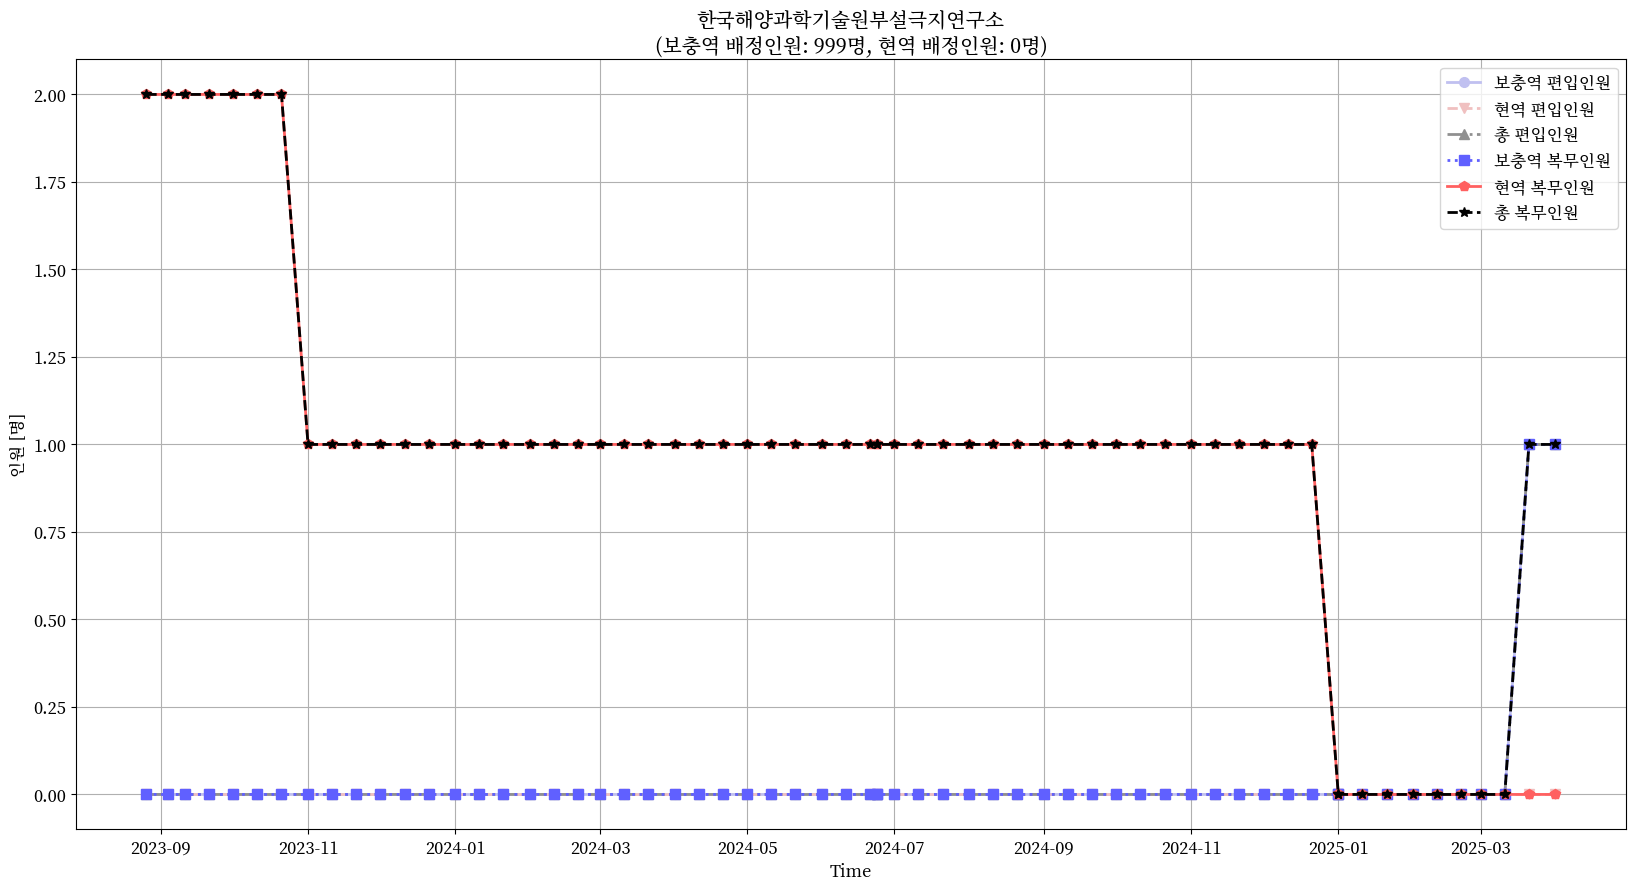 한국해양과학기술원부설극지연구소
(보충역 배정인원: 999명, 현역 배정인원: 0명)
보충역 편입인원
현역 편입인원
총 편입인원
보충역 복무인원
현역 복무인원
총 복무인원
인원 [명]
2.00
1.75
1.50
1.25
1.00
0.75
0.50
0.25
0.00
2023-09
2023-11
2024-01
2024-03
2024-05
2024-07
2024-09
2024-11
2025-01
2025-03
Time